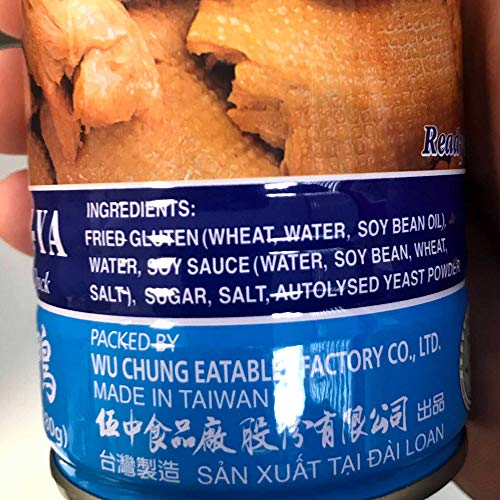 Ready
INGREDIENTS:
FRIED GLUTEN (WHEAT, WATER, SOY BEAN OIL),
WATER, SOY SAUCE (WATER, SOY BEAN, WHEAT,
SALT), SUGAR, SALT, AUTOLYSED YEAST POWDER
PACKED BY
WU CHUNG EATABLES FACTORY CO., LTD.
MADE IN TAIWAN
伍中食品廠股份有限公司 出品
台灣製造 SẢN XUẤT TẠI ĐÀI LOAN